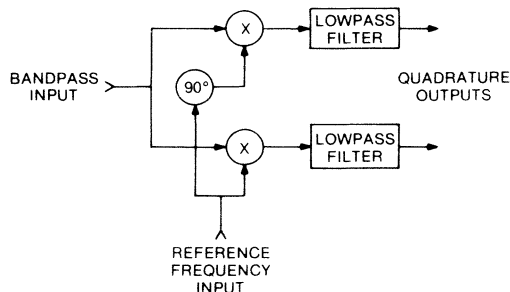 X
LOWPASS
FILTER
BANDPASS
INPUT
90°
QUADRATURE
OUTPUTS
X
LOWPASS
FILTER
REFERENCE
FREQUENCY
INPUT